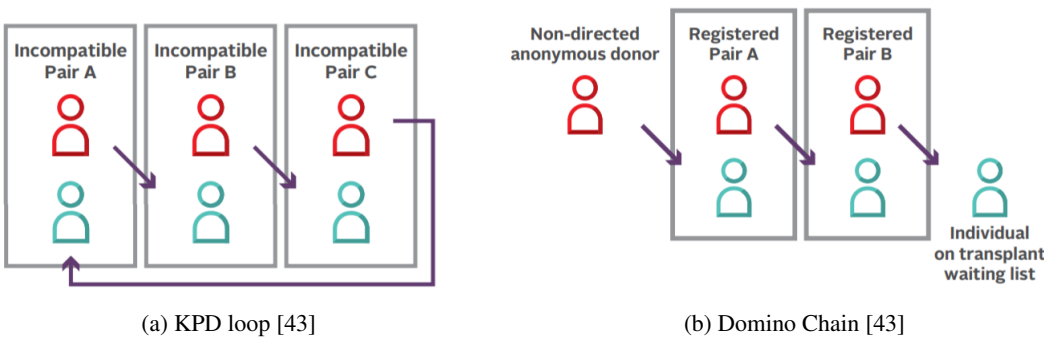 Incompatible
Pair A
Incompatible
Pair B
Incompatible
Pair C
(a) KPD loop [43]
Non-directed
anonymous donor
Registered
Pair A
Registered
Pair B
Individual
on transplant
waiting list
(b) Domino Chain [43]